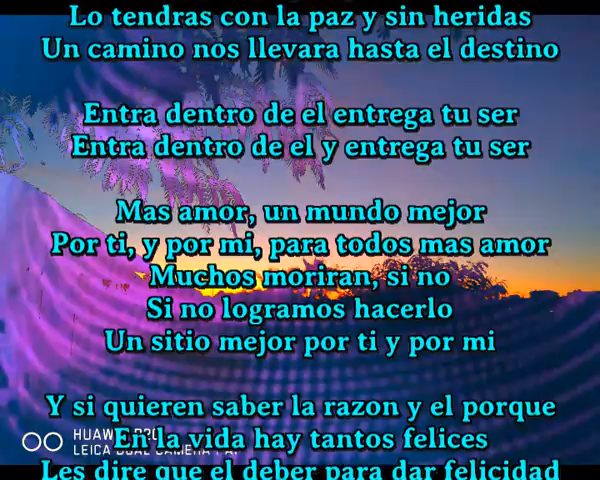 Lo tendras con la paz y sin heridas
Un camino nos llevara hasta el destino
Entra dentro de el entrega tu ser
Entra dentro de el y entrega tu ser
Mas amor, un mundo mejor
Por ti, y por mi, para todos mas amor
Muchos moriran, si no
Si no logramos hacerlo
Un sitio mejor por ti y por mi
Y si quieren saber la razon y el porque
En la vida hay tantos felices
Les dire que el deber para dar felicidad
LEICA DUAL CAMERA